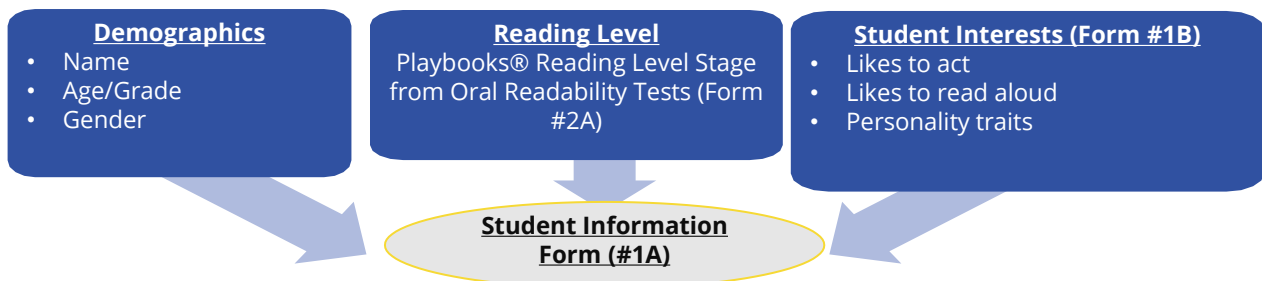 Demographics
• Name
• Age/Grade
• Gender
Reading Level
Playbooks® Reading Level Stage
from Oral Readability Tests (Form
#2A)
Student Interests (Form #1B)
• Likes to act
• Likes to read aloud
• Personality traits
Student Information
Form (#1A)